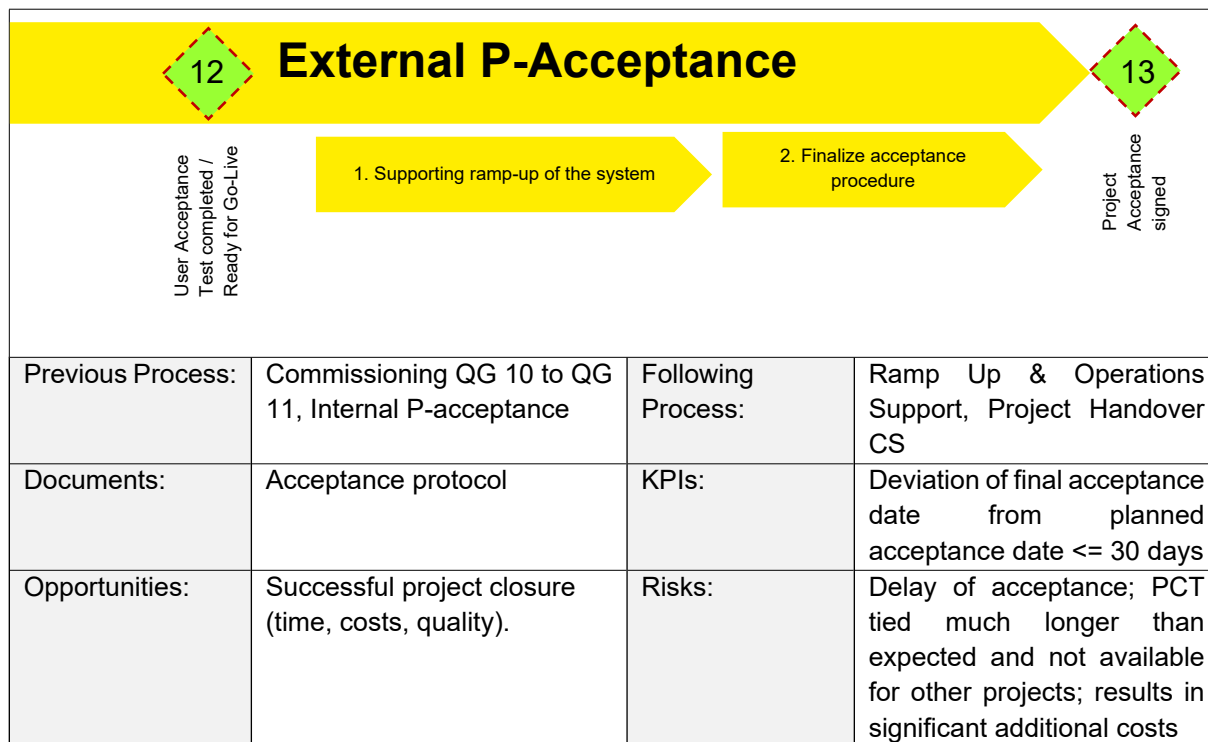 12
External P-Acceptance
13
User Acceptance
Test completed /
Ready for Go-Live
1. Supporting ramp-up of the system
2. Finalize acceptance
procedure
Project
Acceptance
signed
Previous Process:
Commissioning QG 10 to QG
11, Internal P-acceptance
Following
Process:
Ramp Up & Operations
Support, Project Handover
CS
Documents:
Acceptance protocol
KPIs:
Deviation of final acceptance
date from planned
acceptance date <= 30 days
Opportunities:
Successful project closure
(time, costs, quality).
Risks:
Delay of acceptance; PCT
tied much longer than
expected and not available
for other projects; results in
significant additional costs